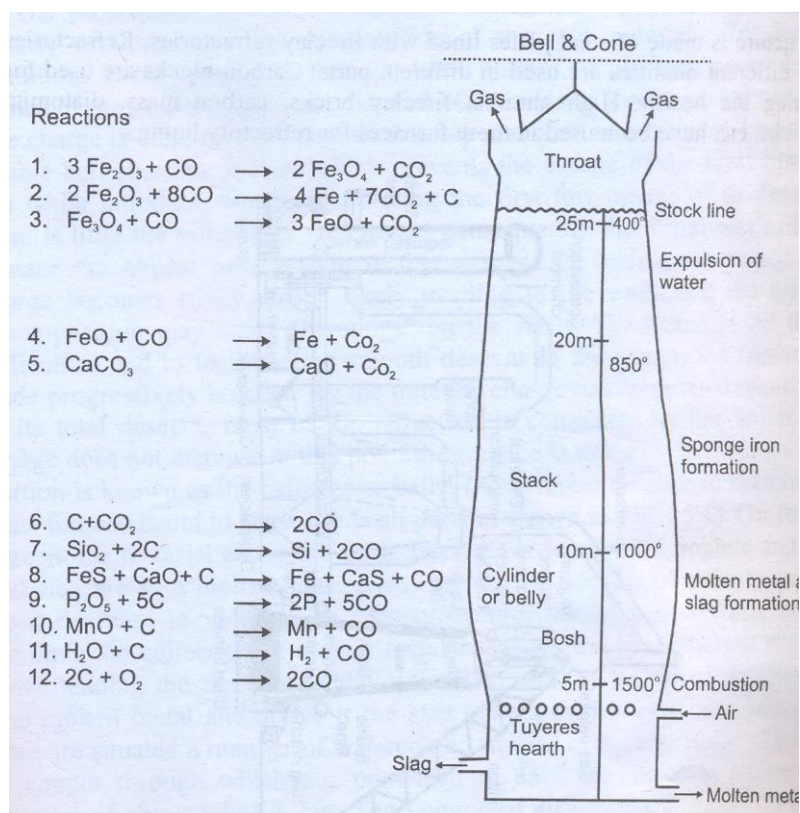 Bell & Cone
Gas Gas
Reactions
Throat
1. 3 Fe₂O₃ + CO → 2 Fe₃O₄ + CO₂
2. 2 Fe₂O₃ + 8CO → 4 Fe + 7CO₂ + C
3. Fe₃O₄ + CO → 3 FeO + CO₂
Stock line
25m 400°
Expulsion of
water
4. FeO + CO → Fe + Co₂
5. CaCO₃ → CaO + Co₂
20m
850°
Sponge iron
formation
Stack
6. C+CO₂ → 2CO
7. Sio₂ + 2C → Si + 2CO
8. FeS + CaO + C → Fe + CaS + CO
9. P₂O₅ + 5C → 2P + 5CO
10. MnO + C → Mn + CO
11. H₂O + C → H₂ + CO
12. 2C + O₂ → 2CO
10m 1000°
Cylinder
or belly
Molten metal
slag formation
Bosh
5m 1500° Combustion
Air
Tuyeres
hearth
Slag
Molten metal